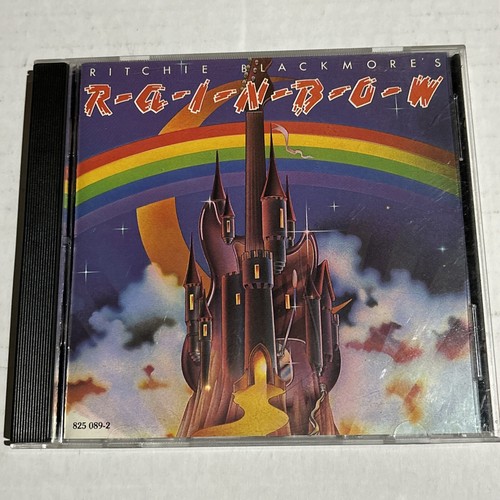 RITCHIE BLACKMORE'S
R-A-I-N-B-O-W
825 089-2